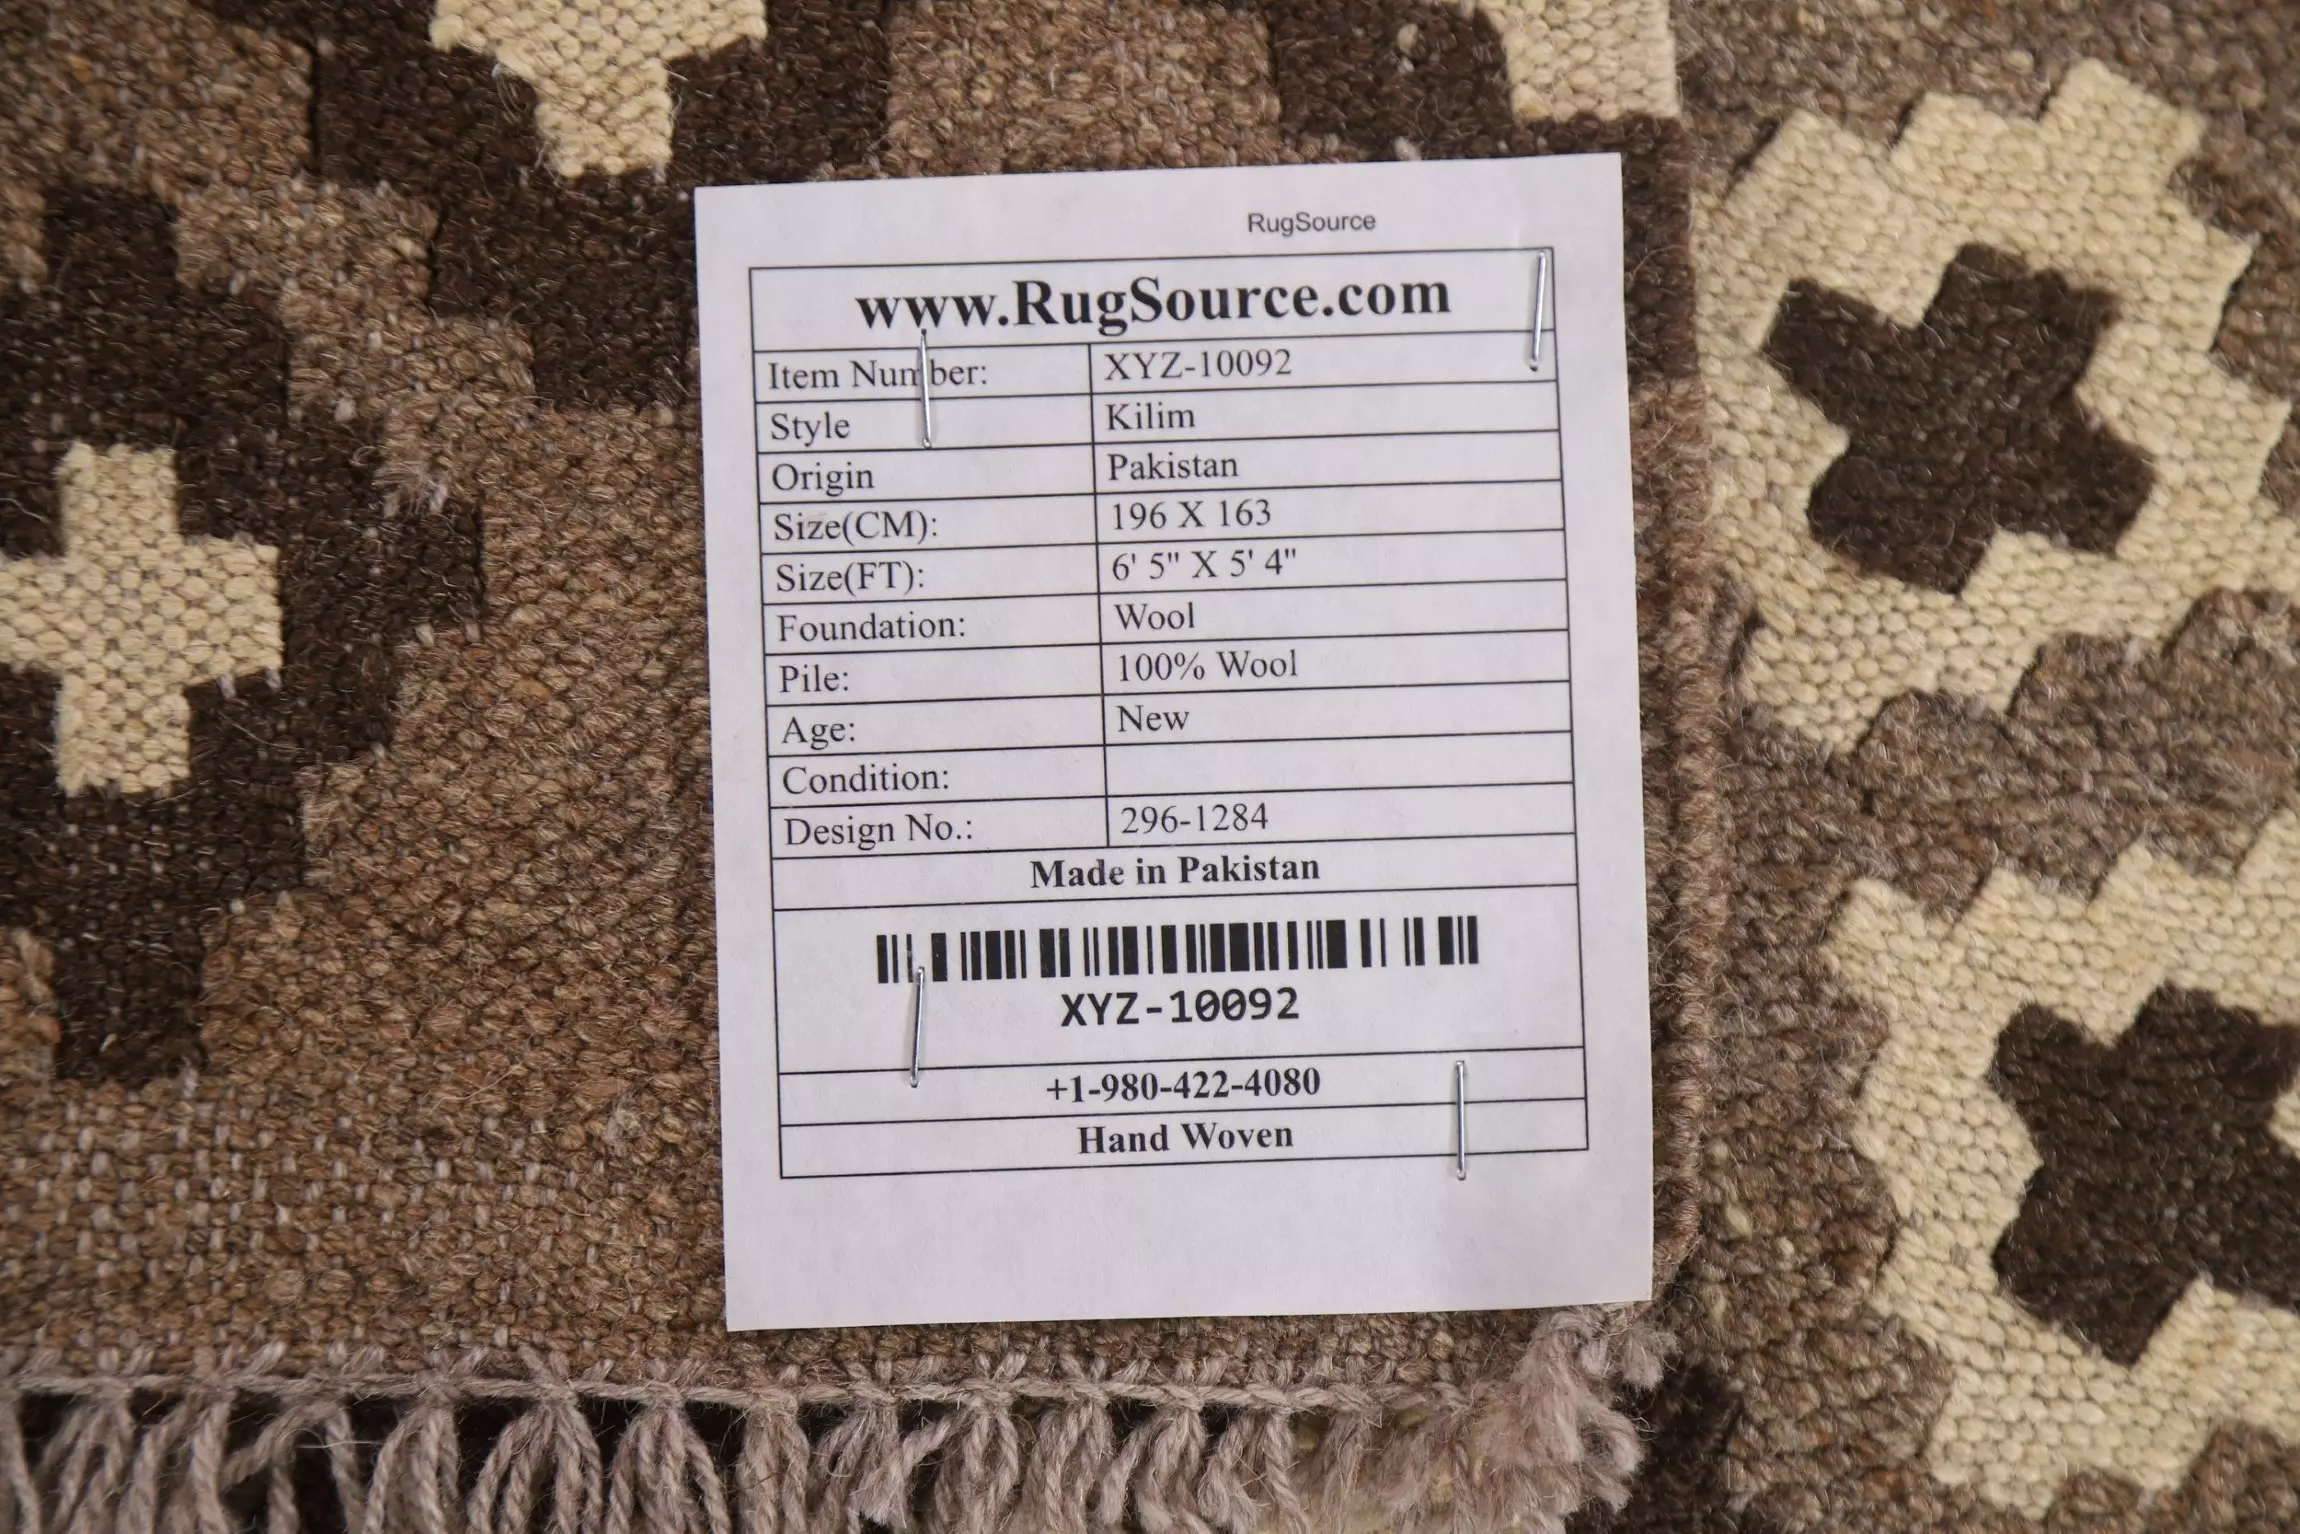 RugSource
www.RugSource.com
Item Number: XYZ-10092
Style Kilim
Origin Pakistan
Size(CM): 196 X 163
Size(FT): 6' 5" X 5' 4"
Foundation: Wool
Pile: 100% Wool
Age: New
Condition:
Design No.: 296-1284
Made in Pakistan
XYZ-10092
+1-980-422-4080
Hand Woven